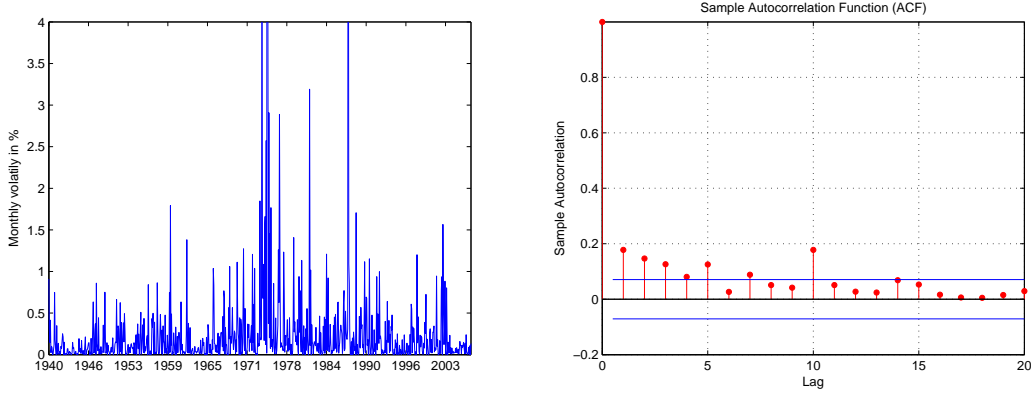 Sample Autocorrelation Function (ACF)
4
3.5
3
2.5
2
1.5
1
0.5
0
Monthly volatily in %
1940 1946 1953 1959 1965 1971 1978 1984 1990 1996 2003
0.8
0.6
0.4
0.2
0
−0.2
Sample Autocorrelation
0 5 10 15 20
Lag